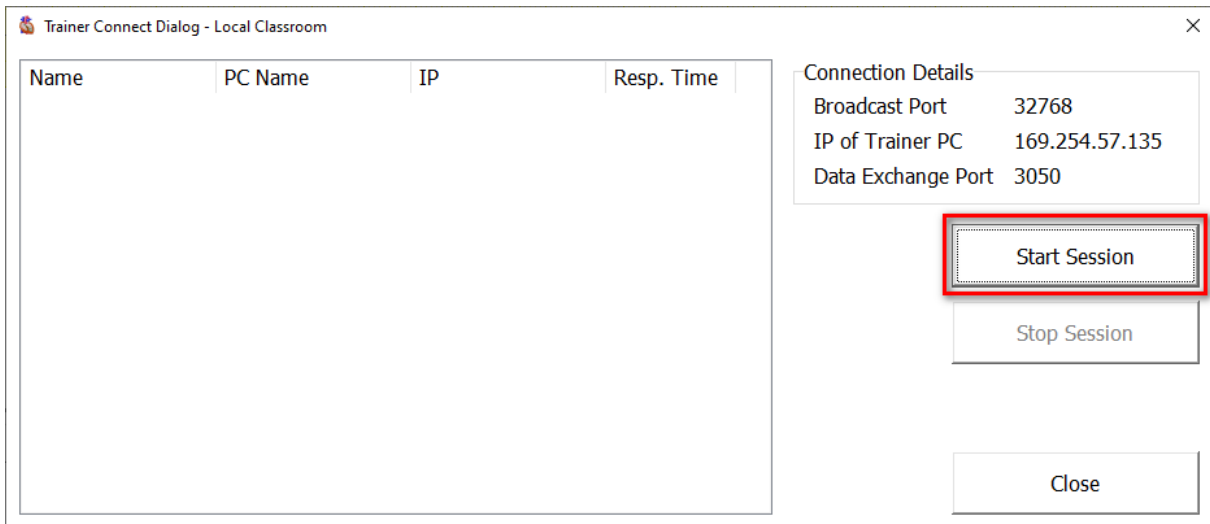 Trainer Connect Dialog - Local Classroom
Name PC Name IP Resp. Time
Connection Details
Broadcast Port 32768
IP of Trainer PC 169.254.57.135
Data Exchange Port 3050
Start Session
Stop Session
Close